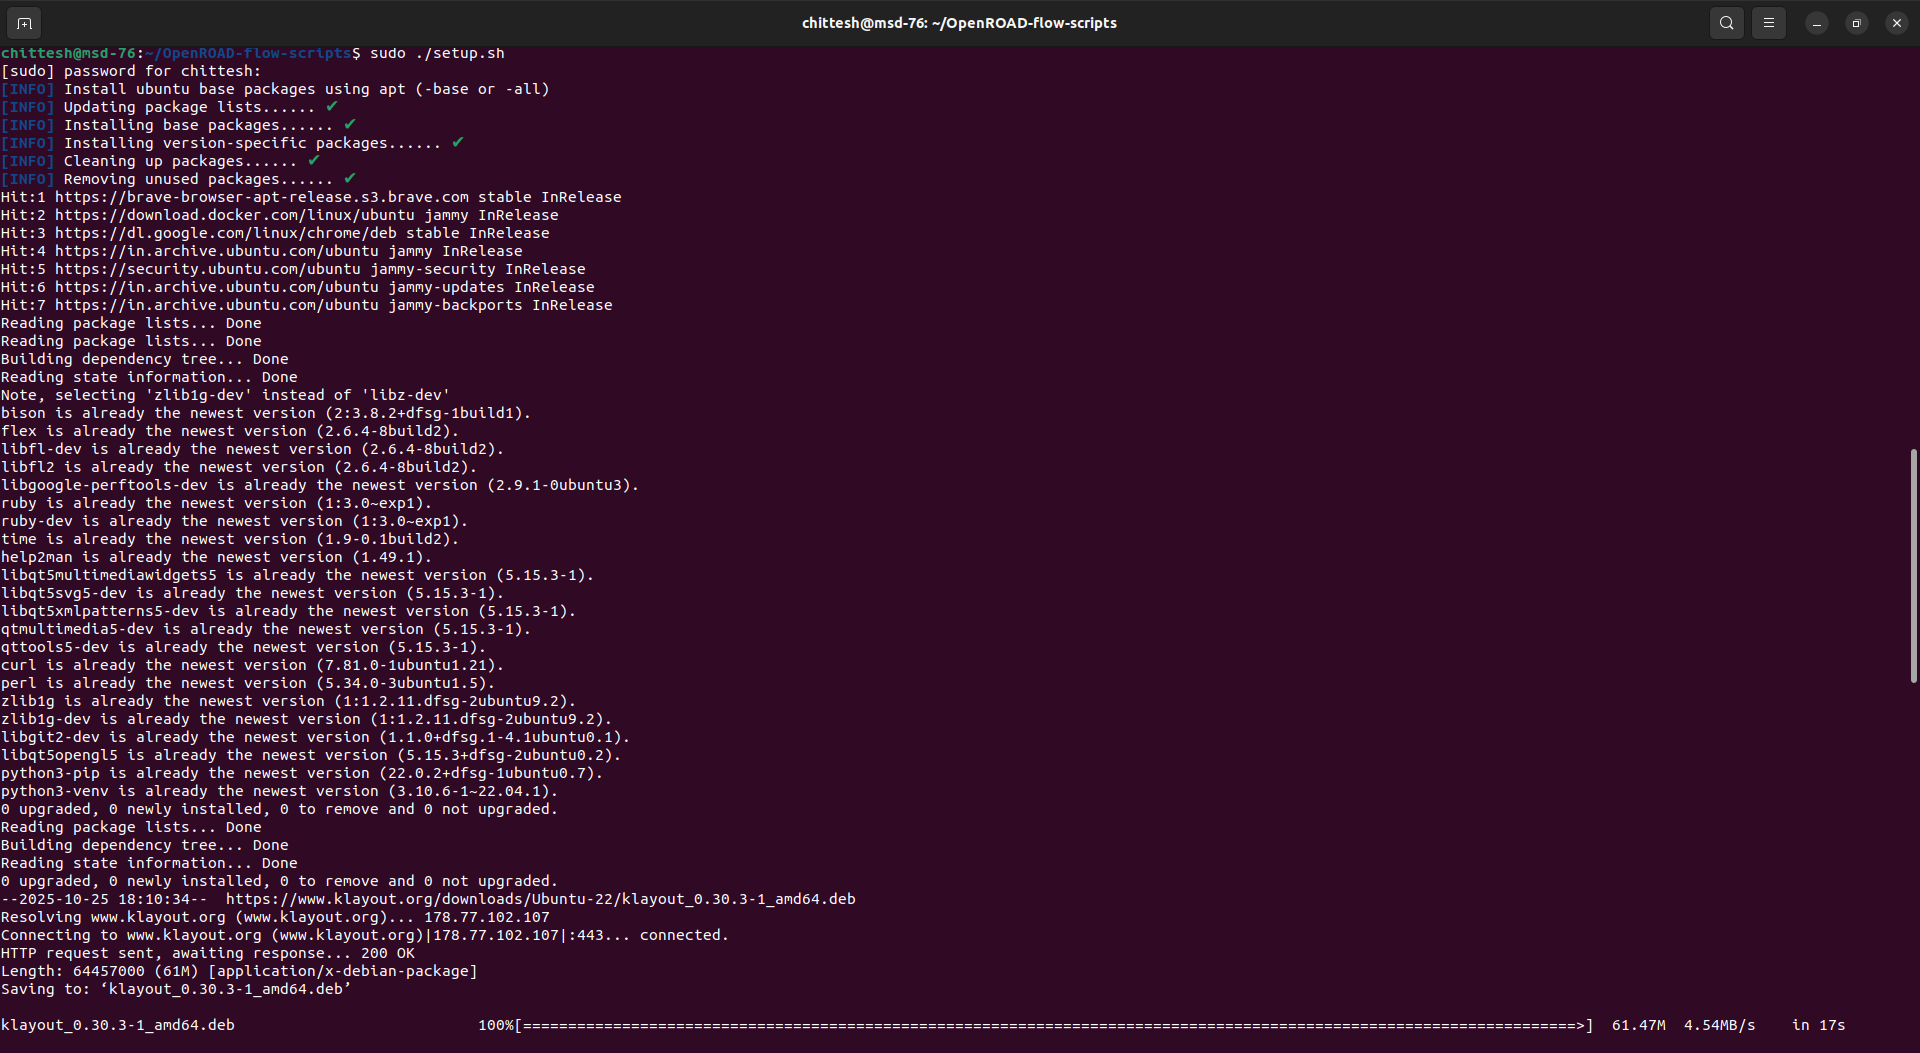 chittesh@msd-76: ~/OpenROAD-flow-scripts
chittesh@msd-76:~/OpenROAD-flow-scripts$ sudo ./setup.sh
[sudo] password for chittesh:
[INFO] Install ubuntu base packages using apt (-base or -all)
[INFO] Updating package lists...... ✔
[INFO] Installing base packages...... ✔
[INFO] Installing version-specific packages...... ✔
[INFO] Cleaning up packages...... ✔
[INFO] Removing unused packages...... ✔
Hit:1 https://brave-browser-apt-release.s3.brave.com stable InRelease
Hit:2 https://download.docker.com/linux/ubuntu jammy InRelease
Hit:3 https://dl.google.com/linux/chrome/deb stable InRelease
Hit:4 https://in.archive.ubuntu.com/ubuntu jammy InRelease
Hit:5 https://security.ubuntu.com/ubuntu jammy-security InRelease
Hit:6 https://in.archive.ubuntu.com/ubuntu jammy-updates InRelease
Hit:7 https://in.archive.ubuntu.com/ubuntu jammy-backports InRelease
Reading package lists... Done
Reading package lists... Done
Building dependency tree... Done
Reading state information... Done
Note, selecting 'zlib1g-dev' instead of 'libz-dev'
bison is already the newest version (2:3.8.2+dfsg-1build1).
flex is already the newest version (2.6.4-8build2).
libfl-dev is already the newest version (2.6.4-8build2).
libfl2 is already the newest version (2.6.4-8build2).
libgoogle-perftools-dev is already the newest version (2.9.1-0ubuntu3).
ruby is already the newest version (1:3.0~exp1).
ruby-dev is already the newest version (1:3.0~exp1).
time is already the newest version (1.9-0.1build2).
help2man is already the newest version (1.49.1).
libqt5multimediawidgets5 is already the newest version (5.15.3-1).
libqt5svg5-dev is already the newest version (5.15.3-1).
libqt5xmlpatterns5-dev is already the newest version (5.15.3-1).
qtmultimedia5-dev is already the newest version (5.15.3-1).
qttools5-dev is already the newest version (5.15.3-1).
curl is already the newest version (7.81.0-1ubuntu1.21).
perl is already the newest version (5.34.0-3ubuntu1.5).
zlib1g is already the newest version (1:1.2.11.dfsg-2ubuntu9.2).
zlib1g-dev is already the newest version (1:1.2.11.dfsg-2ubuntu9.2).
libgit2-dev is already the newest version (1.1.0+dfsg.1-4.1ubuntu0.1).
libqt5opengl5 is already the newest version (5.15.3+dfsg-2ubuntu0.2).
python3-pip is already the newest version (22.0.2+dfsg-1ubuntu0.7).
python3-venv is already the newest version (3.10.6-1~22.04.1).
0 upgraded, 0 newly installed, 0 to remove and 0 not upgraded.
Reading package lists... Done
Building dependency tree... Done
Reading state information... Done
0 upgraded, 0 newly installed, 0 to remove and 0 not upgraded.
--2025-10-25 18:10:34--  https://www.klayout.org/downloads/Ubuntu-22/klayout_0.30.3-1_amd64.deb
Resolving www.klayout.org (www.klayout.org)... 178.77.102.107
Connecting to www.klayout.org (www.klayout.org)|178.77.102.107|:443... connected.
HTTP request sent, awaiting response... 200 OK
Length: 64457000 (61M) [application/x-debian-package]
Saving to: ‘klayout_0.30.3-1_amd64.deb’
klayout_0.30.3-1_amd64.deb 100%[=====================================================================================================================>] 61.47M 4.54MB/s in 17s